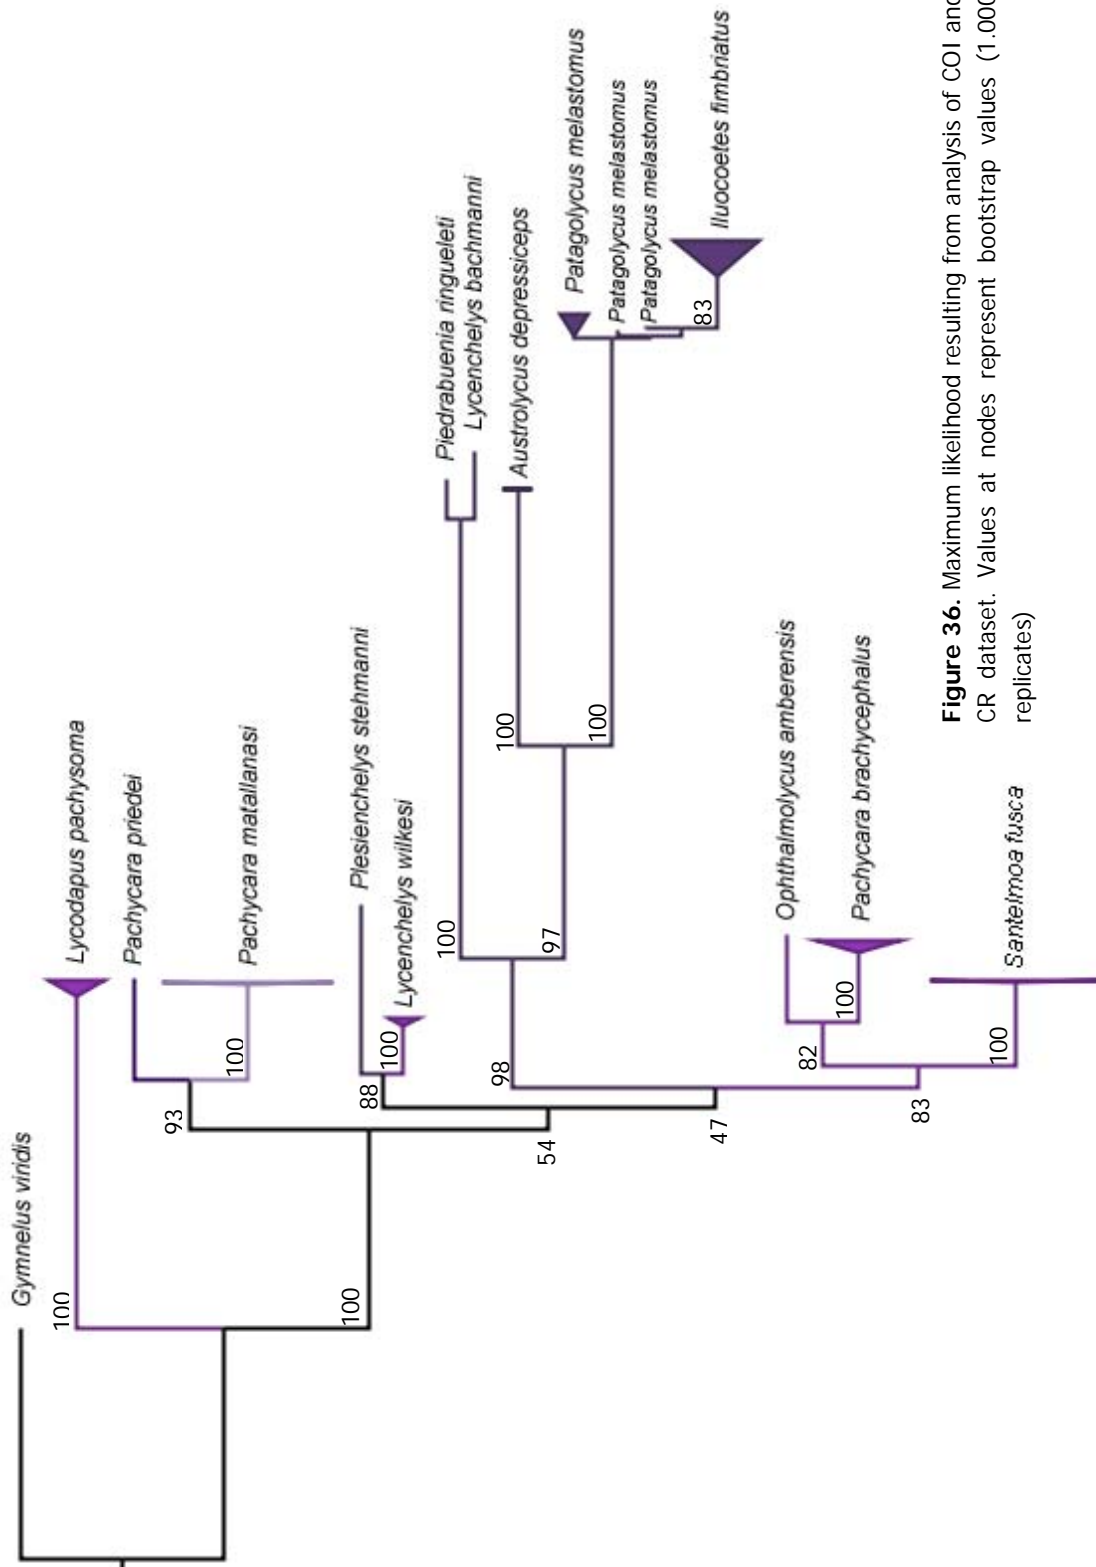 Gymnelus viridis
100
Lycodapus pachysoma
100
93
Pachycara priedei
100
Pachycara matallanasi
54
88
Plesienchelys stehmanni
100
Lycenchelys wilkesi
47
98
100
Piedrabuenia ringueleti
Lycenchelys bachmanni
97
100
Austrolycus depressiceps
100
Patagolycus melastomus
Patagolycus melastomus
Patagolycus melastomus
83
Iluocoetes fimbriatus
83
82
Ophthalmolycus amberensis
100
Pachycara brachycephalus
100
Santelmoa fusca
Figure 36. Maximum likelihood resulting from analysis of COI and
CR dataset. Values at nodes represent bootstrap values (1.000
replicates)